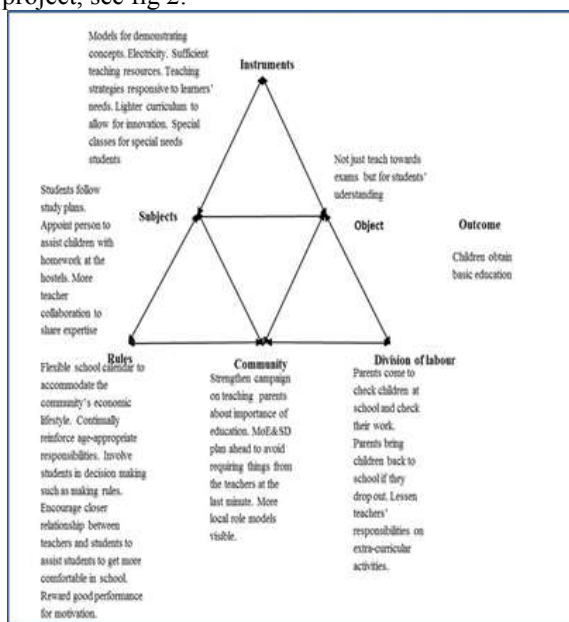 project, see fig 2.
Models for demonstrating
concepts. Electricity. Sufficient
teaching resources. Teaching
strategies responsive to learners'
needs. Lighter curriculum to
allow for innovation. Special
classes for special needs
students
Instruments
Not just teach towards
exams but for students'
uderstanding
Students follow
study plans.
Appoint person to
assist children with
homework at the
hostels. More
teacher
collaboration to
share expertise
Subjects
Object
Outcome
Children obtain
basic education
Rules
Flexible school calendar to
accommodate the
community's economic
lifestyle. Continually
reinforce age-appropriate
responsibilities. Involve
students in decision making
such as making rules.
Encourage closer
relationship between
teachers and students to
assist students to get more
comfortable in school.
Reward good performance
for motivation.
Community
Strengthen campaign
on teaching parents
about importance of
education. MoE&SD
plan ahead to avoid
requiring things from
the teachers at the
last minute. More
local role models
visible.
Division of labour
Parents come to
check children at
school and check
their work.
Parents bring
children back to
school if they
drop out. Lessen
teachers'
responsibilities on
extra-curricular
activities.